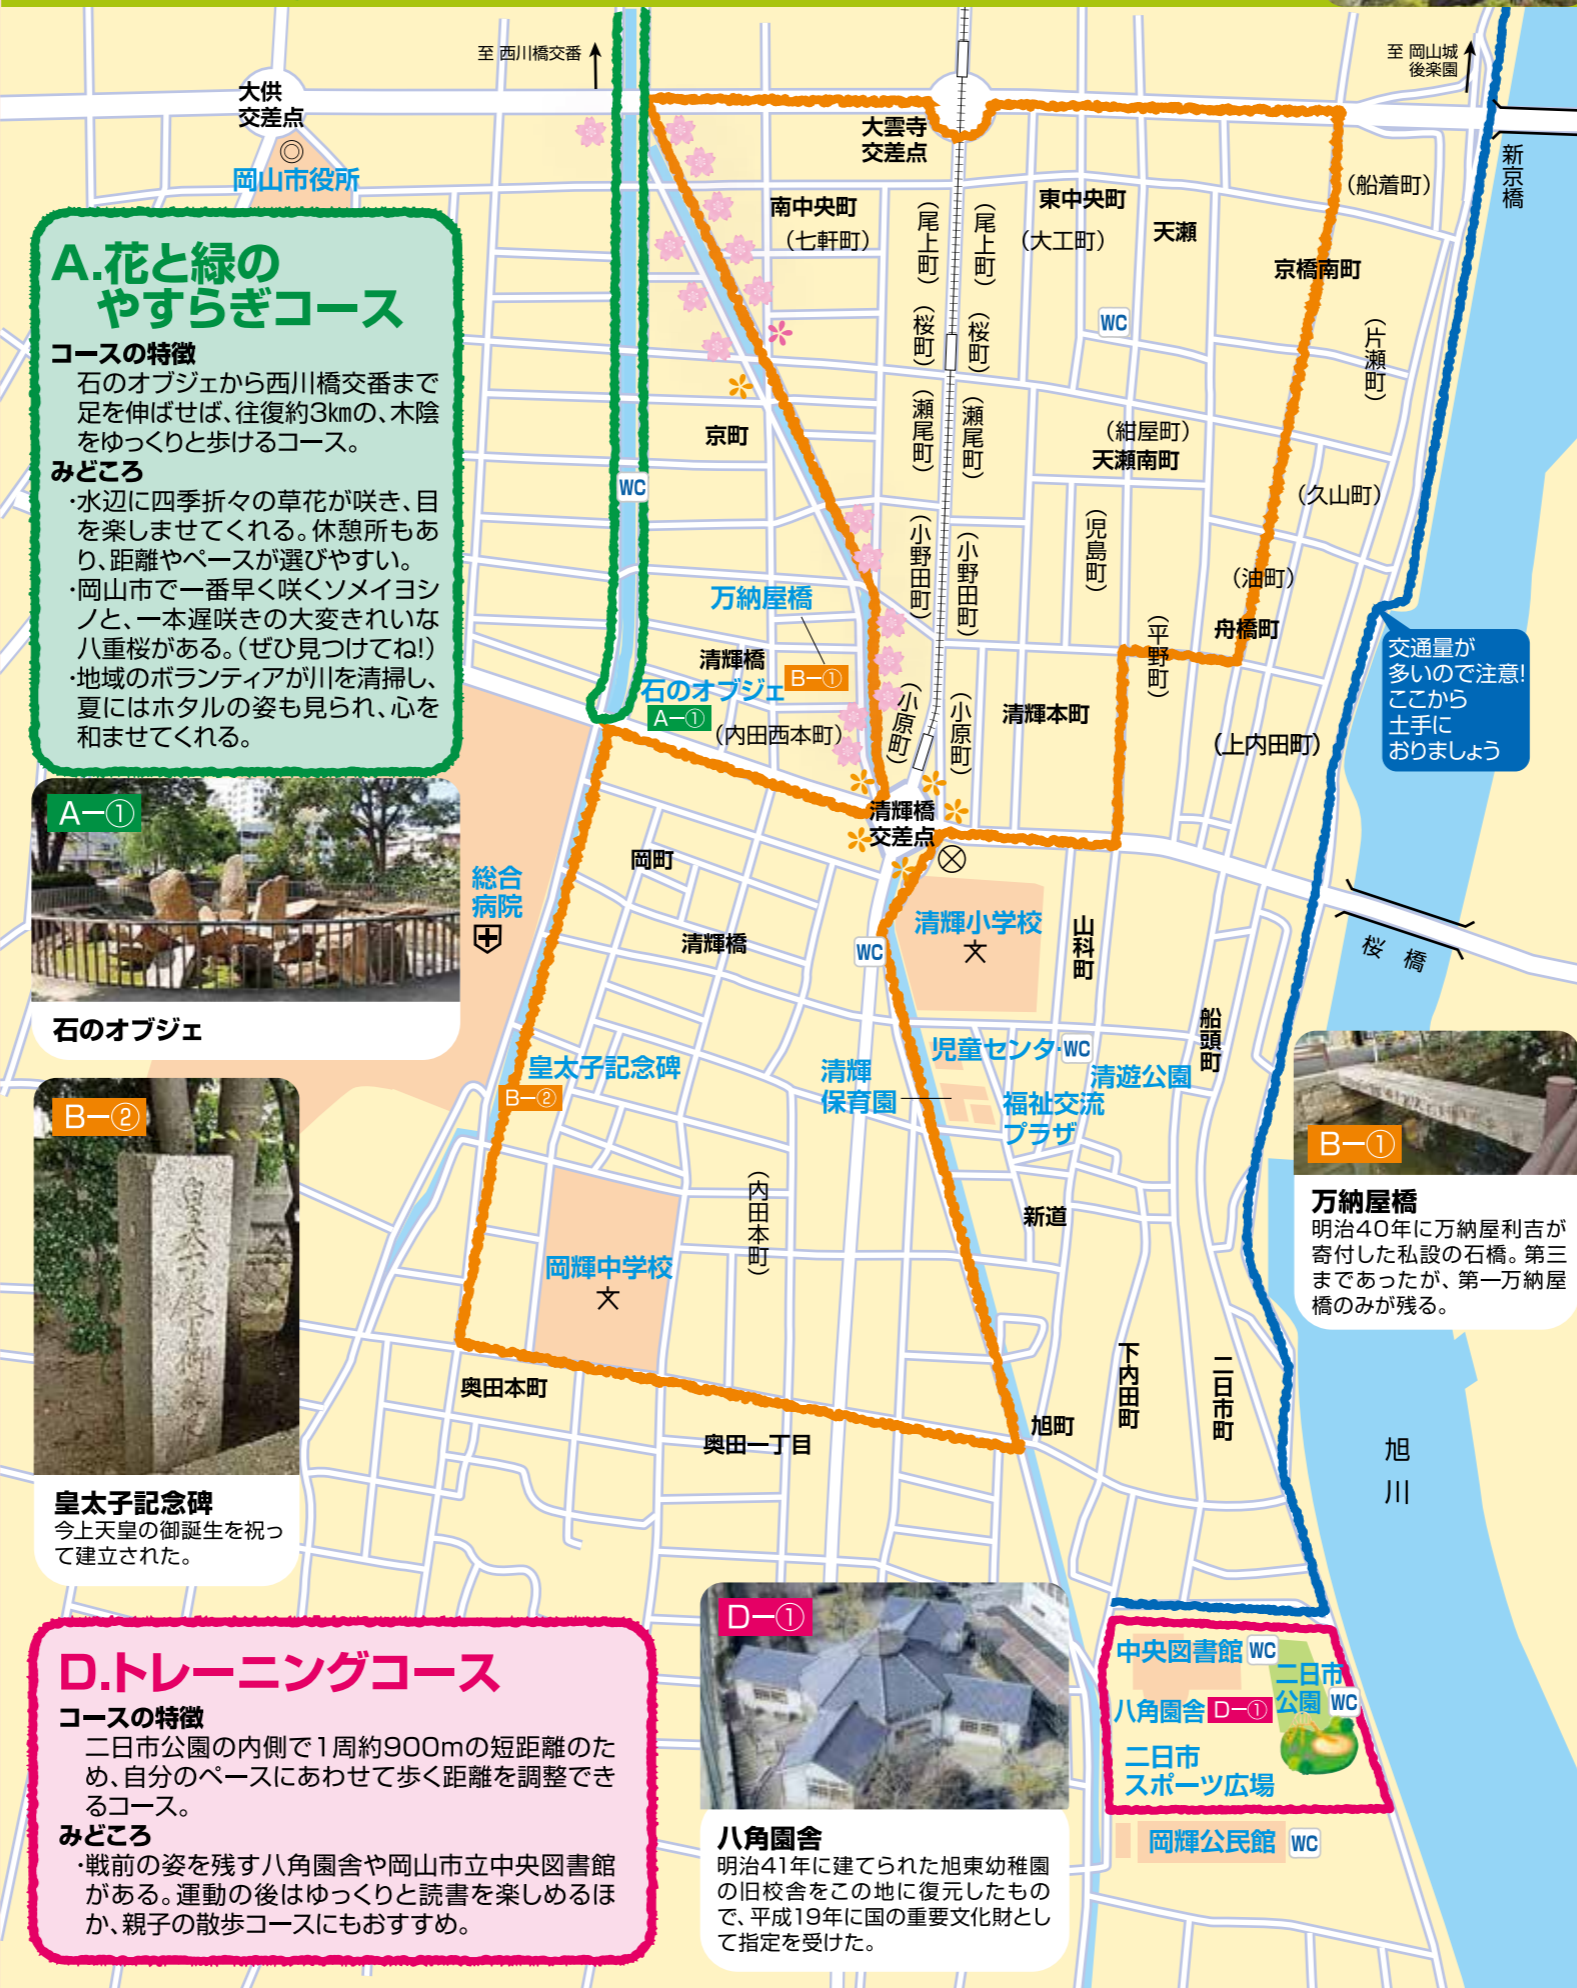 至 西川橋交番
至 岡山城
後楽園
大供
交差点
岡山市役所
大雲寺
交差点
新京橋
(船着町)
南中央町
(七軒町)
(尾上町)
(尾上町)
東中央町
(大工町)
天瀬
京橋南町
(桜町)
(桜町)
WC
(片瀬町)
A.花と緑の
やすらぎコース
コースの特徴
石のオブジェから西川橋交番まで
足を伸ばせば、往復約3㎞の、木陰
をゆっくりと歩けるコース。
みどころ
・水辺に四季折々の草花が咲き、目
を楽しませてくれる。休憩所もあ
り、距離やペースが選びやすい。
・岡山市で一番早く咲くソメイヨシ
ノと、一本遅咲きの大変きれいな
八重桜がある。(ぜひ見つけてね!)
・地域のボランティアが川を清掃し、
夏にはホタルの姿も見られ、心を
和ませてくれる。
京町
(瀬尾町)
(瀬尾町)
(紺屋町)
天瀬南町
WC
(久山町)
(小野田町)
(小野田町)
(児島町)
(油町)
万納屋橋
(平野町)
舟橋町
清輝橋
B－①
石のオブジェ
A－①
(内田西本町)
(小原町)
(小原町)
清輝本町
(上内田町)
交通量が
多いので注意!
ここから
土手に
おりましょう
清輝橋
交差点
A－①
石のオブジェ
岡町
総合
病院
清輝橋
WC
清輝小学校
文
山科町
桜橋
船頭町
児童センタ・WC
清遊公園
皇太子記念碑
B－②
清輝
保育園
福祉交流
プラザ
B－①
万納屋橋
明治40年に万納屋利吉が
寄付した私設の石橋。第三
まであったが、第一万納屋
橋のみが残る。
B－②
皇太子記念碑
今上天皇の御誕生を祝っ
て建立された。
(内田本町)
新道
岡輝中学校
文
下内田町
二日市町
奥田本町
旭町
奥田一丁目
旭川
D.トレーニングコース
コースの特徴
二日市公園の内側で1周約900mの短距離のた
め、自分のペースにあわせて歩く距離を調整でき
るコース。
みどころ
・戦前の姿を残す八角園舎や岡山市立中央図書館
がある。運動の後はゆっくりと読書を楽しめるほ
か、親子の散歩コースにもおすすめ。
D－①
八角園舎
明治41年に建てられた旭東幼稚園
の旧校舎をこの地に復元したもの
で、平成19年に国の重要文化財とし
て指定を受けた。
中央図書館 WC
二日市
公園 WC
八角園舎 D－①
二日市
スポーツ広場
岡輝公民館 WC